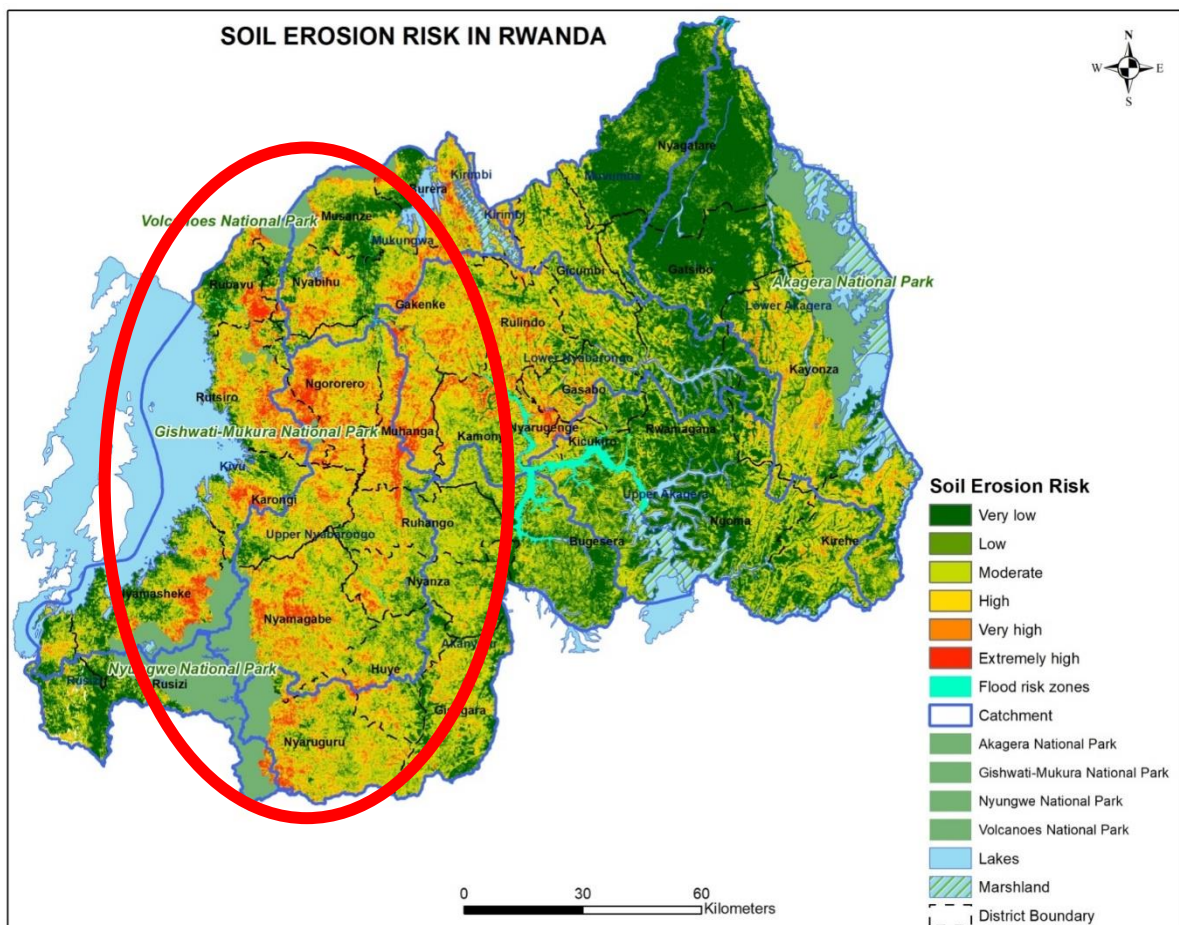 SOIL EROSION RISK IN RWANDA
N
W E
S
Nyagatare
Muvumba
Kirimbi
Burera
Volcanoes National Park
Musanze
Kirimbi
Mukungwa
Gicumbi
Gatsibo
Akagera National Park
Rubavu
Nyabihu
Gakenke
Lower Akagera
Rulindo
Lower Nyabarongo
Kayonza
Ngororero
Gasabo
Rutsiro
Gishwati-Mukura National Park
Muhanga
Kamony
Nyarugenge
Kicukiro
Rwamagana
Kivu
Karongi
Upper Akagera
Ruhango
Ngoma
Upper Nyabarongo
Bugesera
Kirehe
Nyanza
Nyamasheke
Nyamagabe
Nyungwe National Park
Huye
Rusizi
Nyaruguru
Soil Erosion Risk
Very low
Low
Moderate
High
Very high
Extremely high
Flood risk zones
Catchment
Akagera National Park
Gishwati-Mukura National Park
Nyungwe National Park
Volcanoes National Park
Lakes
Marshland
District Boundary
0 30 60
Kilometers